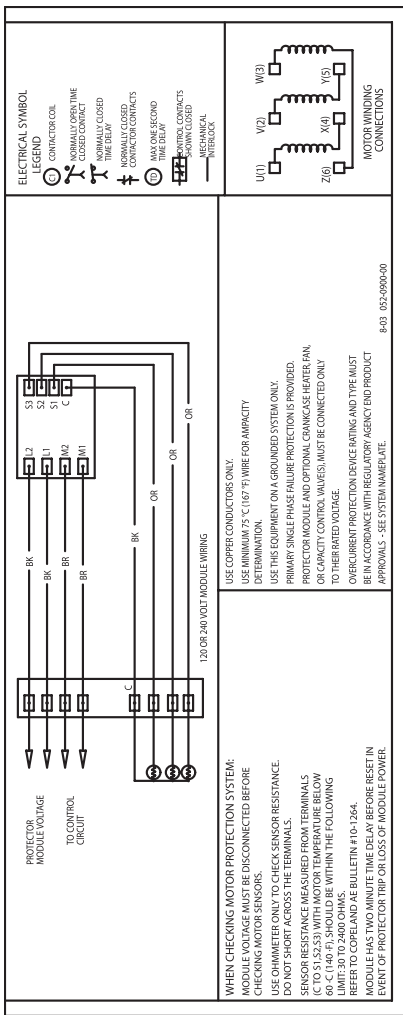 ELECTRICAL SYMBOL
LEGEND
C1 CONTACTOR COIL
NORMALLY OPEN TIME
CLOSED CONTACT
NORMALLY CLOSED
TIME DELAY
NORMALLY CLOSED
CONTACTOR CONTACTS
TD MAX ONE SECOND
TIME DELAY
CONTROL CONTACTS
SHOWN CLOSED
MECHANICAL
INTERLOCK
U(1) V(2) W(3)
Z(6) X(4) Y(5)
MOTOR WINDING
CONNECTIONS
PROTECTOR
MODULE VOLTAGE
TO CONTROL
CIRCUIT
BK
BK
BR
BR
L2
L1
M2
M1
S3
S2
S1
C
C
BK
OR
OR
OR
120 OR 240 VOLT MODULE WIRING
WHEN CHECKING MOTOR PROTECTION SYSTEM:
MODULE VOLTAGE MUST BE DISCONNECTED BEFORE
CHECKING MOTOR SENSORS.
USE OHMMETER ONLY TO CHECK SENSOR RESISTANCE.
DO NOT SHORT ACROSS THE TERMINALS.
SENSOR RESISTANCE MEASURED FROM TERMINALS
(C TO S1,S2,S3) WITH MOTOR TEMPERATURE BELOW
60 -C (140 -F), SHOULD BE WITHIN THE FOLLOWING
LIMIT: 30 TO 2400 OHMS.
REFER TO COPELAND AE BULLETIN #10-1264.
MODULE HAS TWO MINUTE TIME DELAY BEFORE RESET IN
EVENT OF PROTECTOR TRIP OR LOSS OF MODULE POWER.
USE COPPER CONDUCTORS ONLY.
USE MINIMUM 75 °C (167 °F) WIRE FOR AMPACITY
DETERMINATION.
USE THIS EQUIPMENT ON A GROUNDED SYSTEM ONLY.
PRIMARY SINGLE PHASE FAILURE PROTECTION IS PROVIDED.
PROTECTOR MODULE AND OPTIONAL CRANKCASE HEATER, FAN,
OR CAPACITY CONTROL VALVE(S), MUST BE CONNECTED ONLY
TO THEIR RATED VOLTAGE.
OVERCURRENT PROTECTION DEVICE RATING AND TYPE MUST
BE IN ACCORDANCE WITH REGULATORY AGENCY END PRODUCT
APPROVALS - SEE SYSTEM NAMEPLATE.
8-03 052-0900-00